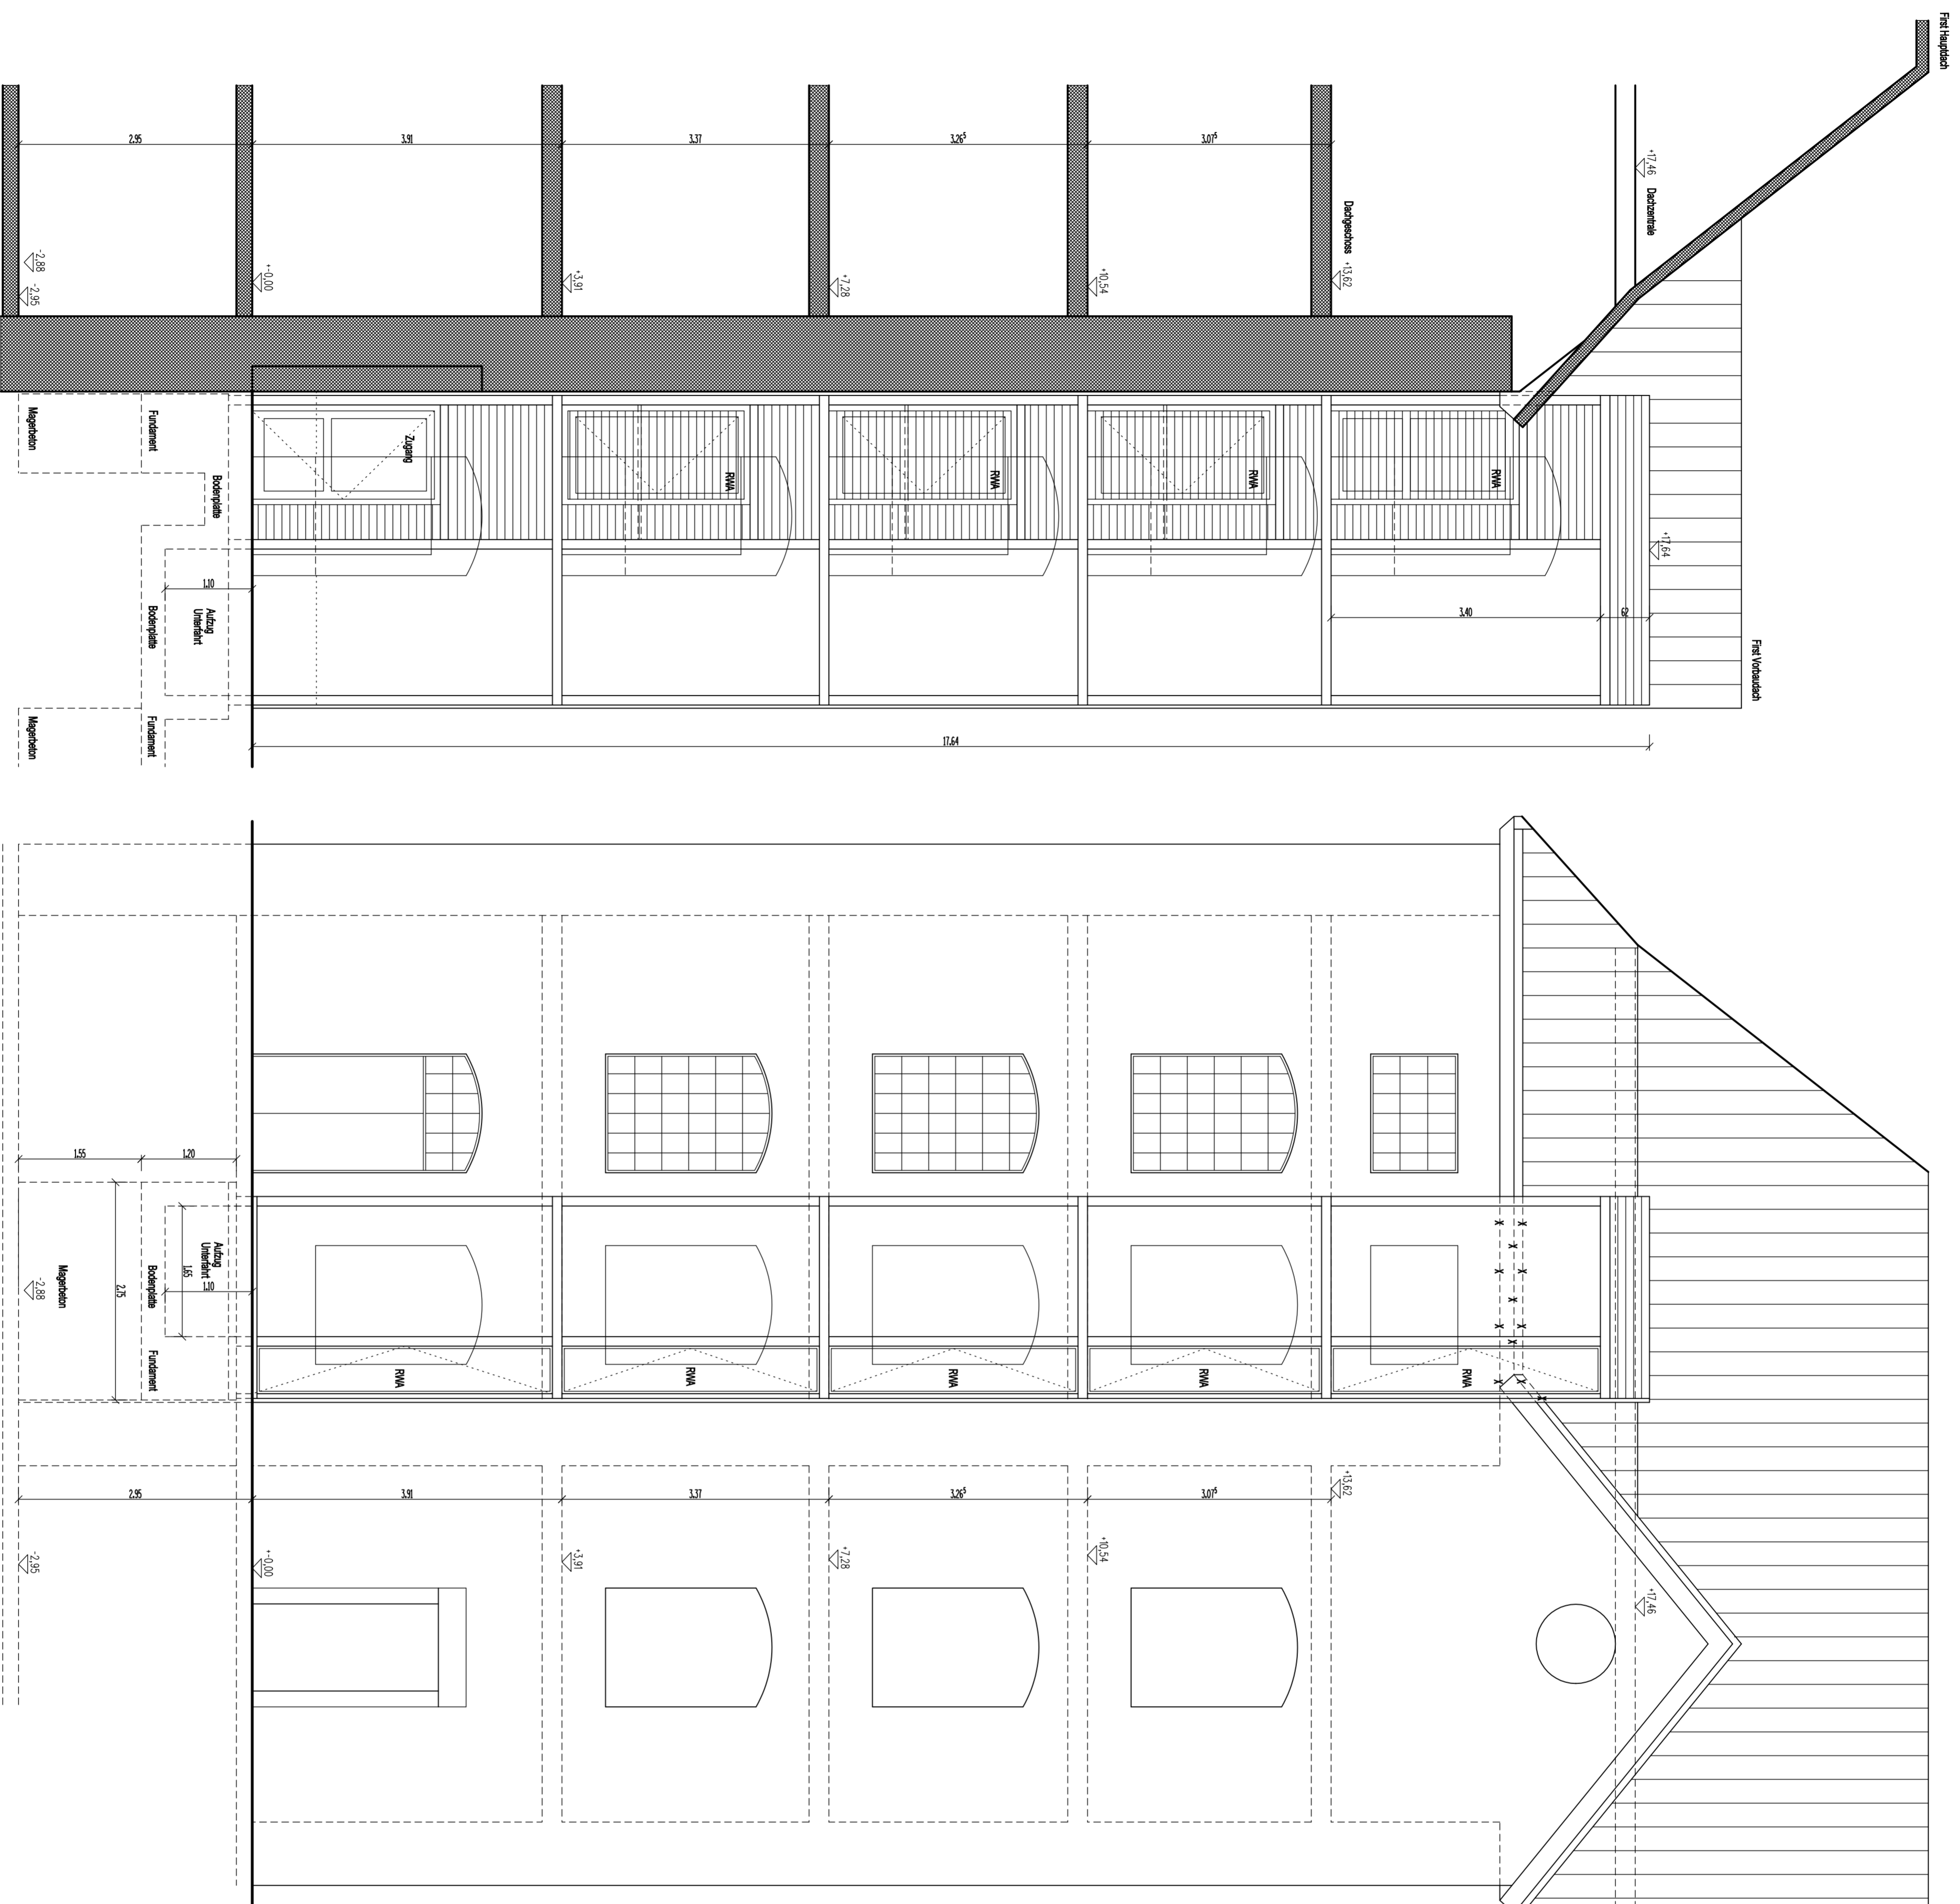 First Hauptdach
+17,46
Dachzentrale
Dachgeschoss
+13,62
3.07⁵
+10,54
3.26⁵
+7,28
3.37
+3,91
3.91
+-0,00
2.95
-2,88
-2,95
First Vorbaudach
+17,64
62
3.40
RWA
RWA
RWA
RWA
Zugang
Bodenplatte
Fundament
Magerbeton
1.10
Aufzug
Unterfahrt
Bodenplatte
Fundament
Magerbeton
17.64
1.20
1.55
Aufzug
Unterfahrt
1.10
1.65
Bodenplatte
Fundament
2.75
Magerbeton
-2,88
RWA
RWA
RWA
RWA
RWA
+17,46
+13,62
3.07⁵
+10,54
3.26⁵
+7,28
3.37
+3,91
3.91
+-0,00
2.95
-2,95